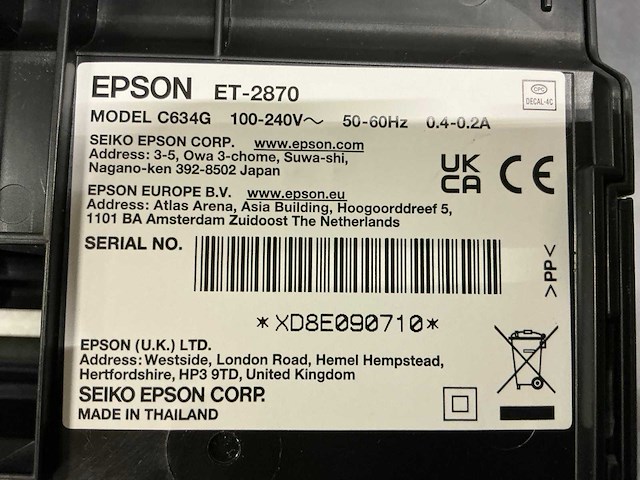 EPSON ET-2870
CPC
DECAL-4C
MODEL C634G 100-240V～ 50-60Hz 0.4-0.2A
SEIKO EPSON CORP. www.epson.com
Address: 3-5, Owa 3-chome, Suwa-shi,
Nagano-ken 392-8502 Japan
UK
CA CE
EPSON EUROPE B.V. www.epson.eu
Address: Atlas Arena, Asia Building, Hoogoorddreef 5,
1101 BA Amsterdam Zuidoost The Netherlands
SERIAL NO.
>PP<
*XD8E090710*
EPSON (U.K.) LTD.
Address: Westside, London Road, Hemel Hempstead,
Hertfordshire, HP3 9TD, United Kingdom
SEIKO EPSON CORP.
MADE IN THAILAND